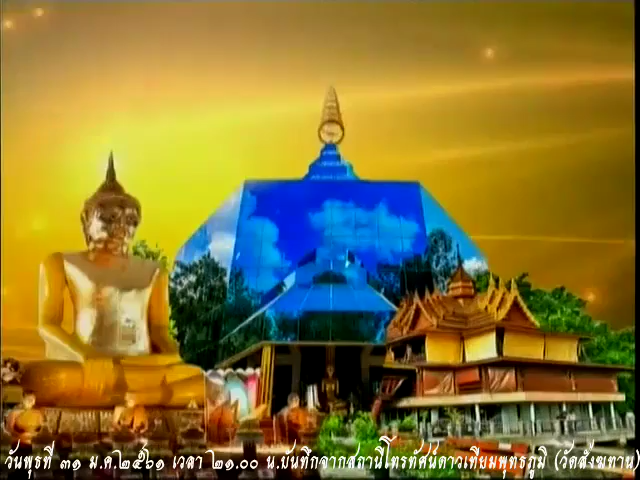 วันพุธที่ ๓๑ ม.ค.๒๕๖๑ เวลา ๒๑.๐๐ น.บันทึกจากสถานีโทรทัศน์ดาวเทียมพุทธภูมิ (วัดสังฆทาน)